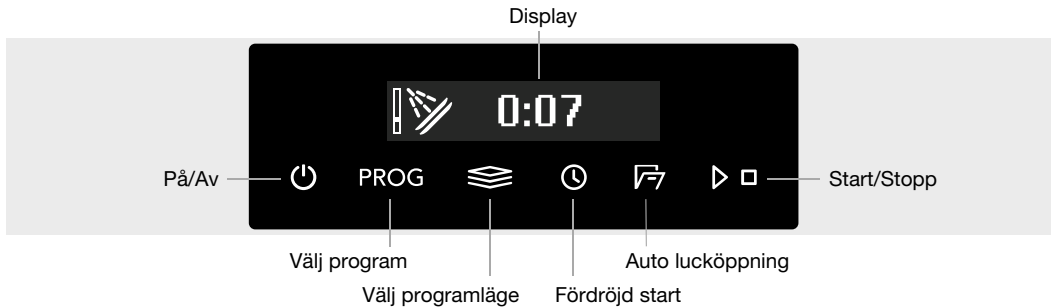 Display
0:07
På/Av
PROG
Start/Stopp
Välj program
Auto lucköppning
Välj programläge
Fördröjd start